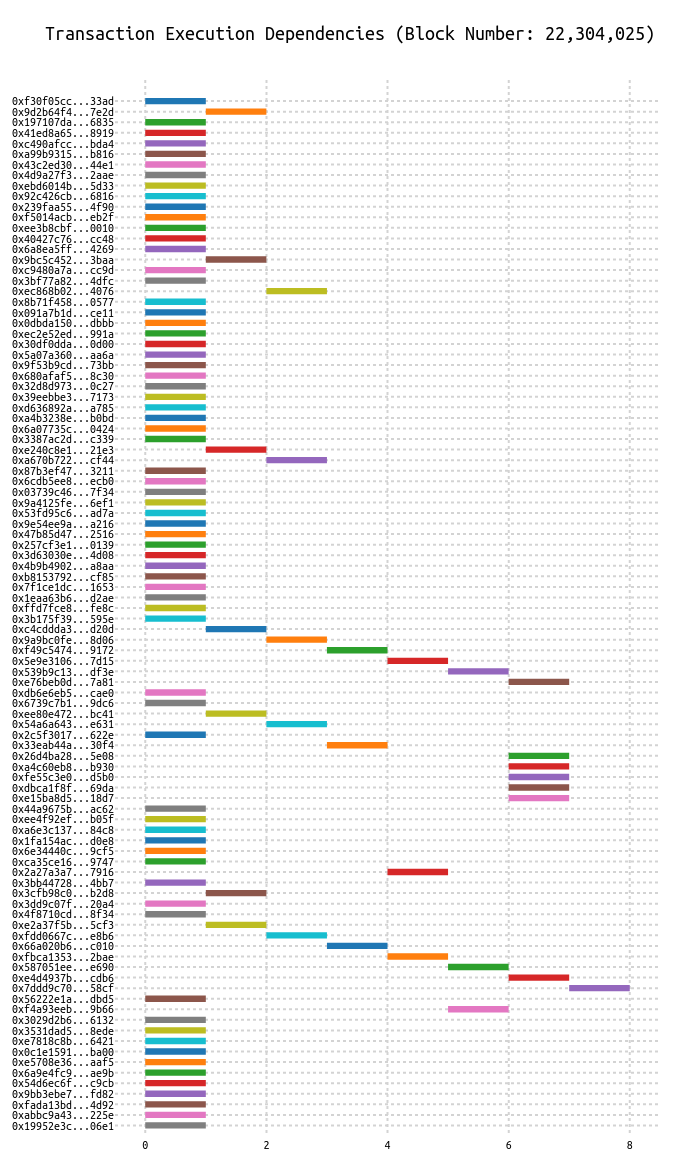 Transaction Execution Dependencies (Block Number: 22,304,025)
0xf30f05cc...33ad
0x9d2b64f4...7e2d
0x197107da...6835
0x41ed8a65...8919
0xc490afcc...bda4
0xa99b9315...b816
0x43c2ed30...44e1
0x4d9a27f3...2aae
0xebd6014b...5d33
0x92c426cb...6816
0x239faa55...4f90
0xf5014acb...eb2f
0xee3b8cbf...0010
0x40427c76...cc48
0x6a8ea5ff...4269
0x9bc5c452...3baa
0xc9480a7a...cc9d
0x3bf77a82...4dfc
0xec868b02...4076
0x8b71f458...0577
0x091a7b1d...ce11
0x0dbda150...dbbb
0xec2e52ed...991a
0x30df0dda...0d00
0x5a07a360...aa6a
0x9f53b9cd...73bb
0x680afaf5...8c30
0x32d8d973...0c27
0x39eebbe3...7173
0xd636892a...a785
0xa4b3238e...b0bd
0x6a07735c...0424
0x3387ac2d...c339
0xe240c8e1...21e3
0xa670b722...cf44
0x87b3ef47...3211
0x6cdb5ee8...ecb0
0x03739c46...7f34
0x9a4125fe...6ef1
0x53fd95c6...ad7a
0x9e54ee9a...a216
0x47b85d47...2516
0x257cf3e1...0139
0x3d63030e...4d08
0x4b9b4902...a8aa
0xb8153792...cf85
0x7f1ce1dc...1653
0x1eaa63b6...d2ae
0xffd7fce8...fe8c
0x3b175f39...595e
0xc4cddda3...d20d
0x9a9bc0fe...8d06
0xf49c5474...9172
0x5e9e3106...7d15
0x539b9c13...df3e
0xe76beb0d...7a81
0xdb6e6eb5...cae0
0x6739c7b1...9dc6
0xee80e472...bc41
0x54a6a643...e631
0x2c5f3017...622e
0x33eab44a...30f4
0x26d4ba28...5e08
0xa4c60eb8...b930
0xfe55c3e0...d5b0
0xdbca1f8f...69da
0xe15ba8d5...18d7
0x44a9675b...ac62
0xee4f92ef...b05f
0xa6e3c137...84c8
0x1fa154ac...d0e8
0x6e34440c...9cf5
0xca35ce16...9747
0x2a27a3a7...7916
0x3bb44728...4bb7
0x3cfb98c0...b2d8
0x3dd9c07f...20a4
0x4f8710cd...8f34
0xe2a37f5b...5cf3
0xfdd0667c...e8b6
0x66a020b6...c010
0xfbca1353...2bae
0x587051ee...e690
0xe4d4937b...cdb6
0x7ddd9c70...58cf
0x56222e1a...dbd5
0xf4a93eeb...9b66
0x3029d2b6...6132
0x3531dad5...8ede
0xe7818c8b...6421
0x0c1e1591...ba00
0xe5708e36...aaf5
0x6a9e4fc9...ae9b
0x54d6ec6f...c9cb
0x9bb3ebe7...fd82
0xfada13bd...4d92
0xabbc9a43...225e
0x19952e3c...06e1
0 2 4 6 8